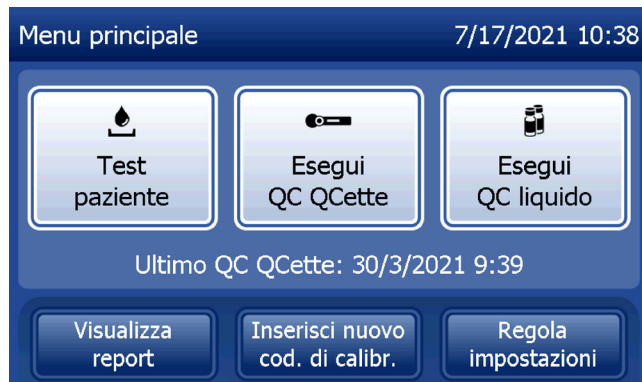 Menu principale
7/17/2021 10:38
Test
paziente
Esegui
QC QCette
Esegui
QC liquido
Ultimo QC QCette: 30/3/2021 9:39
Visualizza
report
Inserisci nuovo
cod. di calibr.
Regola
impostazioni